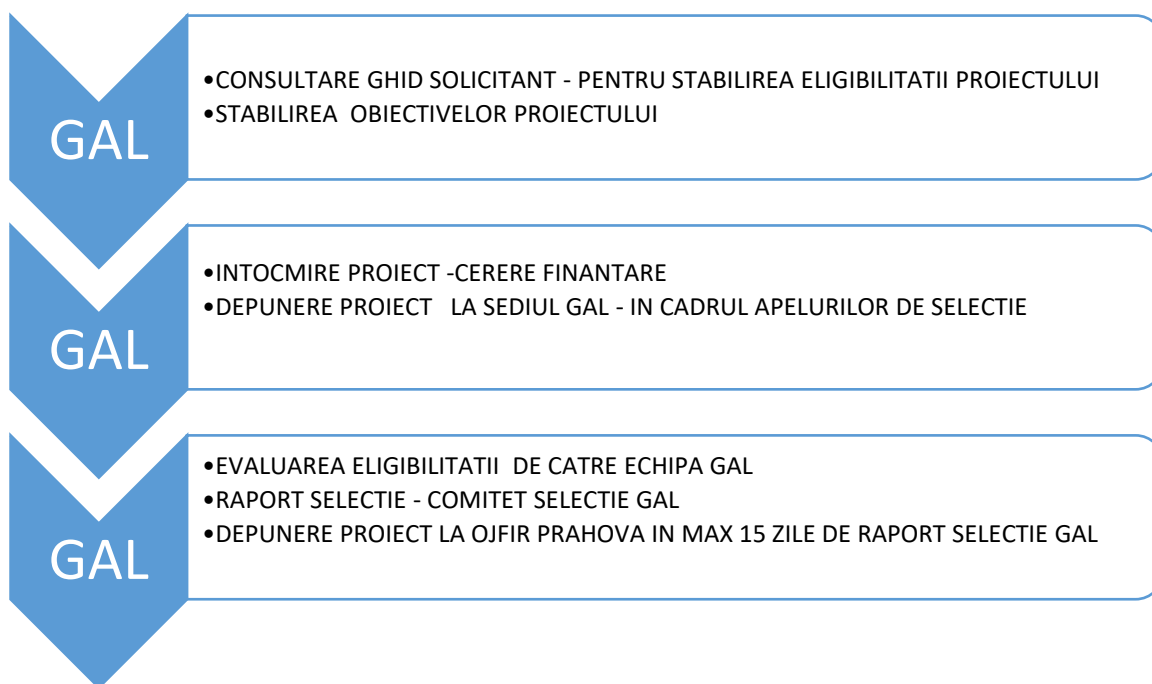 GAL
•CONSULTARE GHID SOLICITANT - PENTRU STABILIREA ELIGIBILITATII PROIECTULUI
•STABILIREA OBIECTIVELOR PROIECTULUI
GAL
•INTOCMIRE PROIECT -CERERE FINANTARE
•DEPUNERE PROIECT LA SEDIUL GAL - IN CADRUL APELURILOR DE SELECTIE
GAL
•EVALUAREA ELIGIBILITATII DE CATRE ECHIPA GAL
•RAPORT SELECTIE - COMITET SELECTIE GAL
•DEPUNERE PROIECT LA OJFIR PRAHOVA IN MAX 15 ZILE DE RAPORT SELECTIE GAL